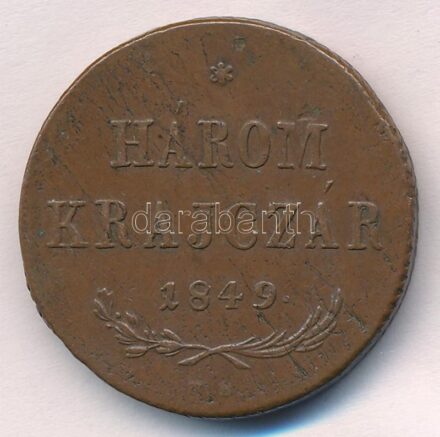 *
HÁROM
KRAJCZÁR
darabanth
1849.